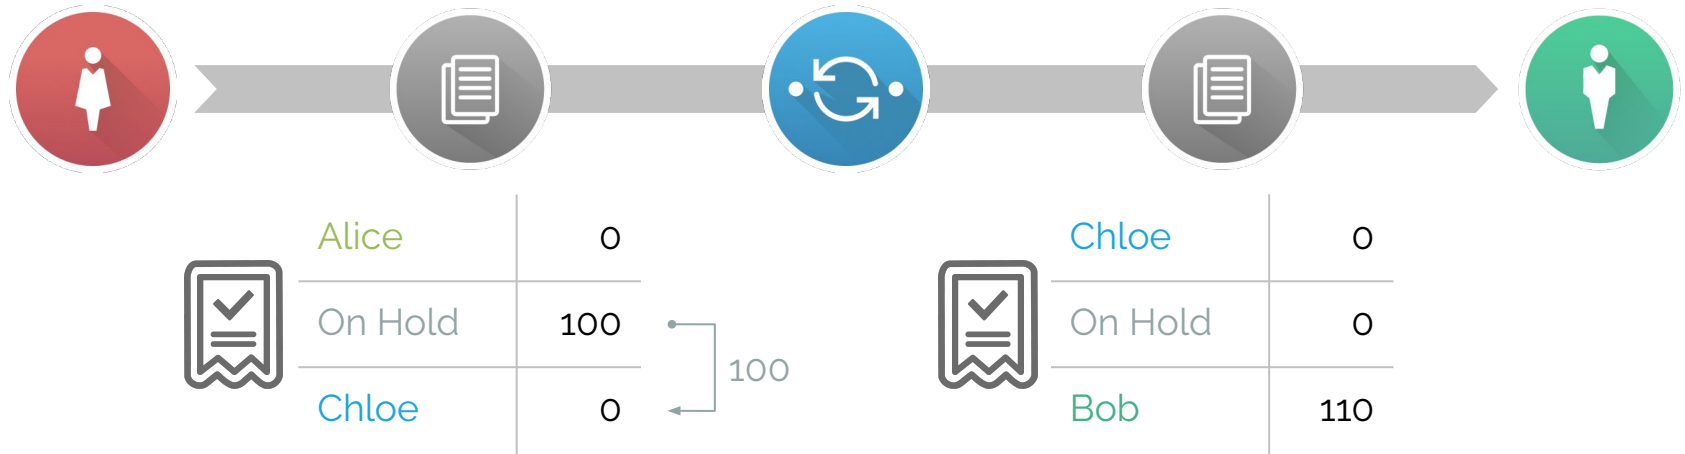 Alice 0
On Hold 100
Chloe 0
100
Chloe 0
On Hold 0
Bob 110